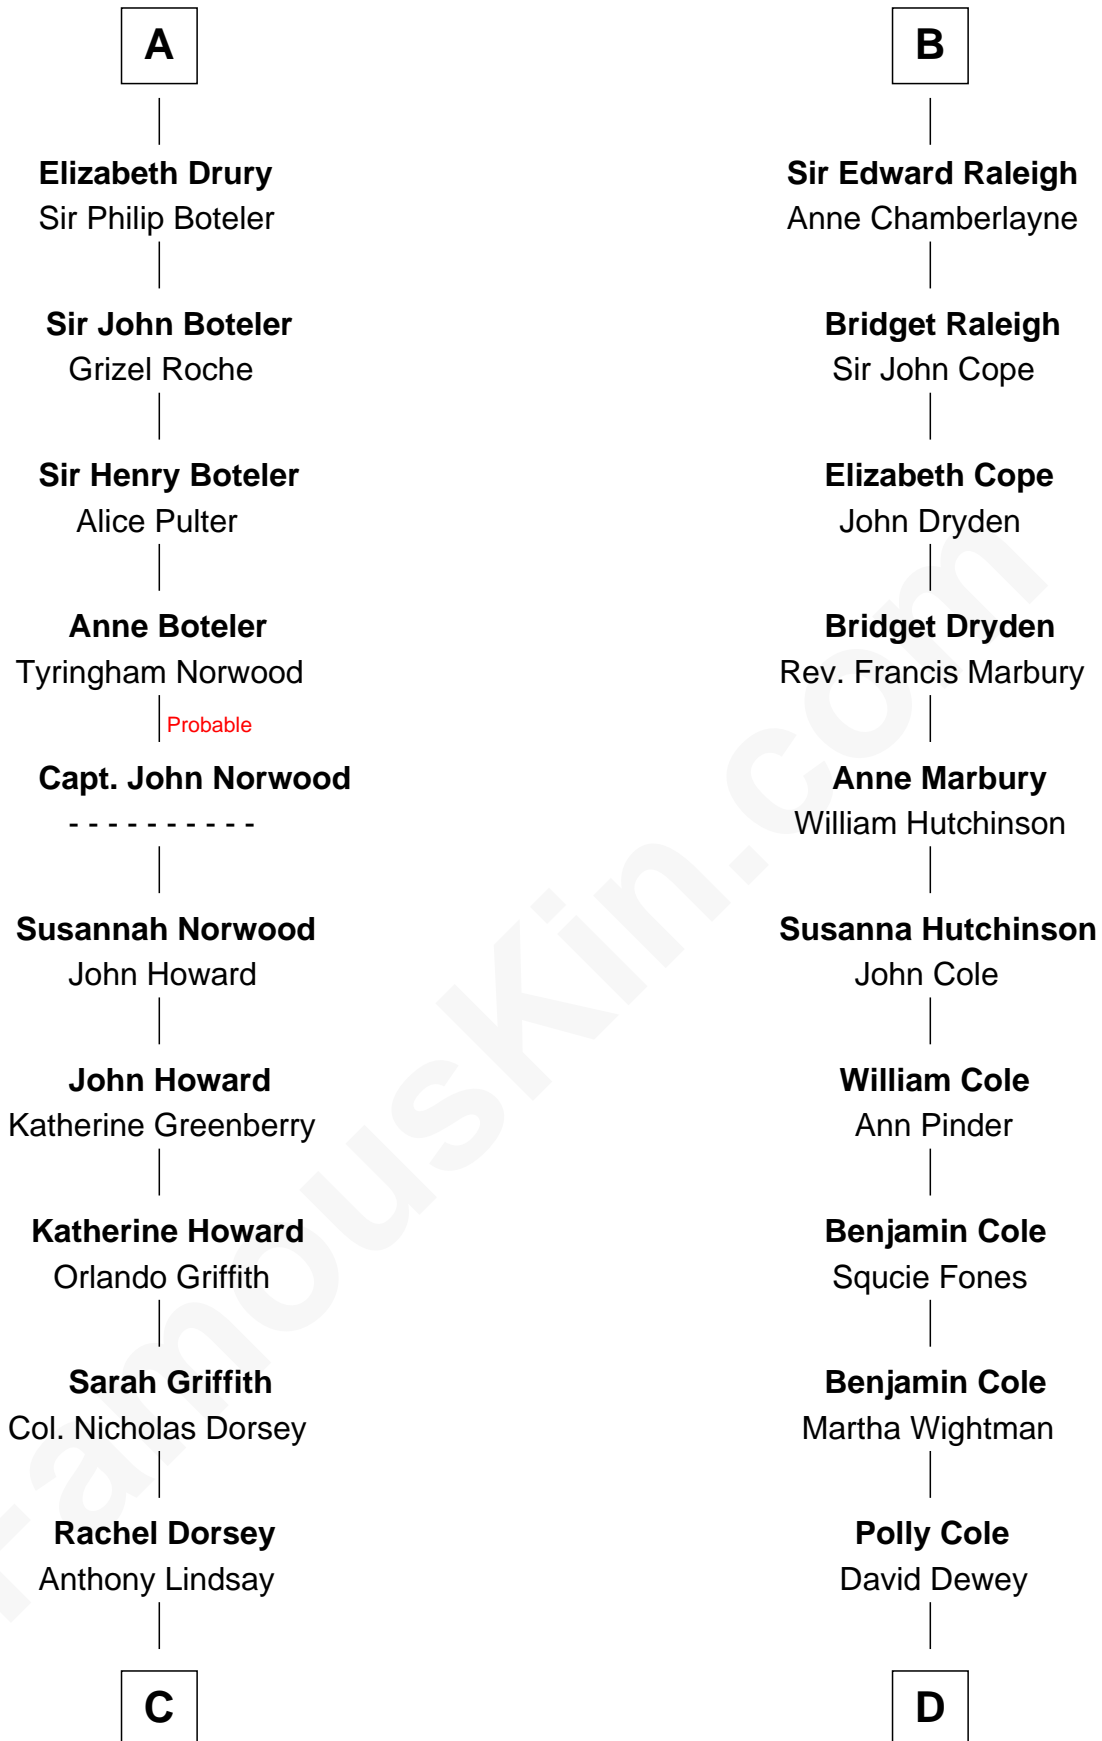 A
Elizabeth Drury
Sir Philip Boteler
Sir John Boteler
Grizel Roche
Sir Henry Boteler
Alice Pulter
Anne Boteler
Tyringham Norwood
Probable
Capt. John Norwood
- - - - - - - - - -
Susannah Norwood
John Howard
John Howard
Katherine Greenberry
Katherine Howard
Orlando Griffith
Sarah Griffith
Col. Nicholas Dorsey
Rachel Dorsey
Anthony Lindsay
C
B
Sir Edward Raleigh
Anne Chamberlayne
Bridget Raleigh
Sir John Cope
Elizabeth Cope
John Dryden
Bridget Dryden
Rev. Francis Marbury
Anne Marbury
William Hutchinson
Susanna Hutchinson
John Cole
William Cole
Ann Pinder
Benjamin Cole
Squcie Fones
Benjamin Cole
Martha Wightman
Polly Cole
David Dewey
D
FamousKin.com